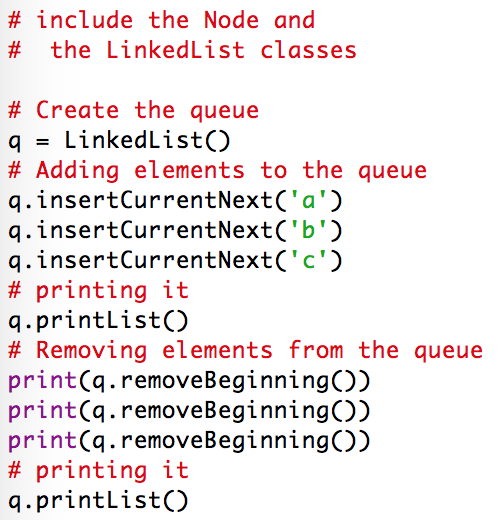 # include the Node and
#  the LinkedList classes
# Create the queue
q = LinkedList()
# Adding elements to the queue
q.insertCurrentNext('a')
q.insertCurrentNext('b')
q.insertCurrentNext('c')
# printing it
q.printList()
# Removing elements from the queue
print(q.removeBeginning())
print(q.removeBeginning())
print(q.removeBeginning())
# printing it
q.printList()